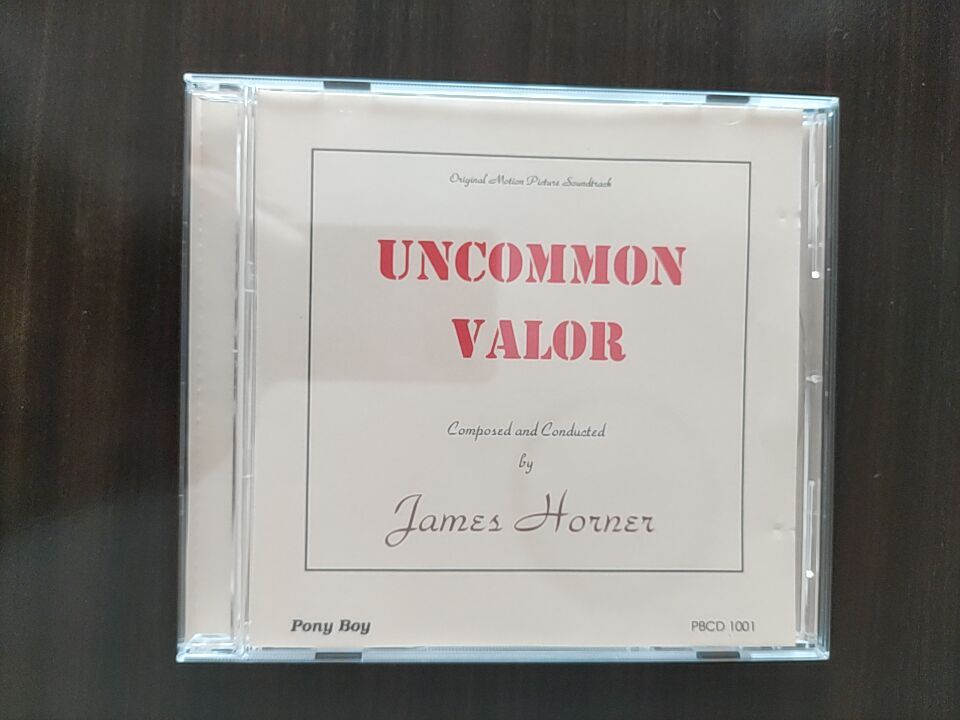 Original Motion Picture Soundtrack
UNCOMMON
VALOR
Composed and Conducted
by
James Horner
Pony Boy
PBCD 1001